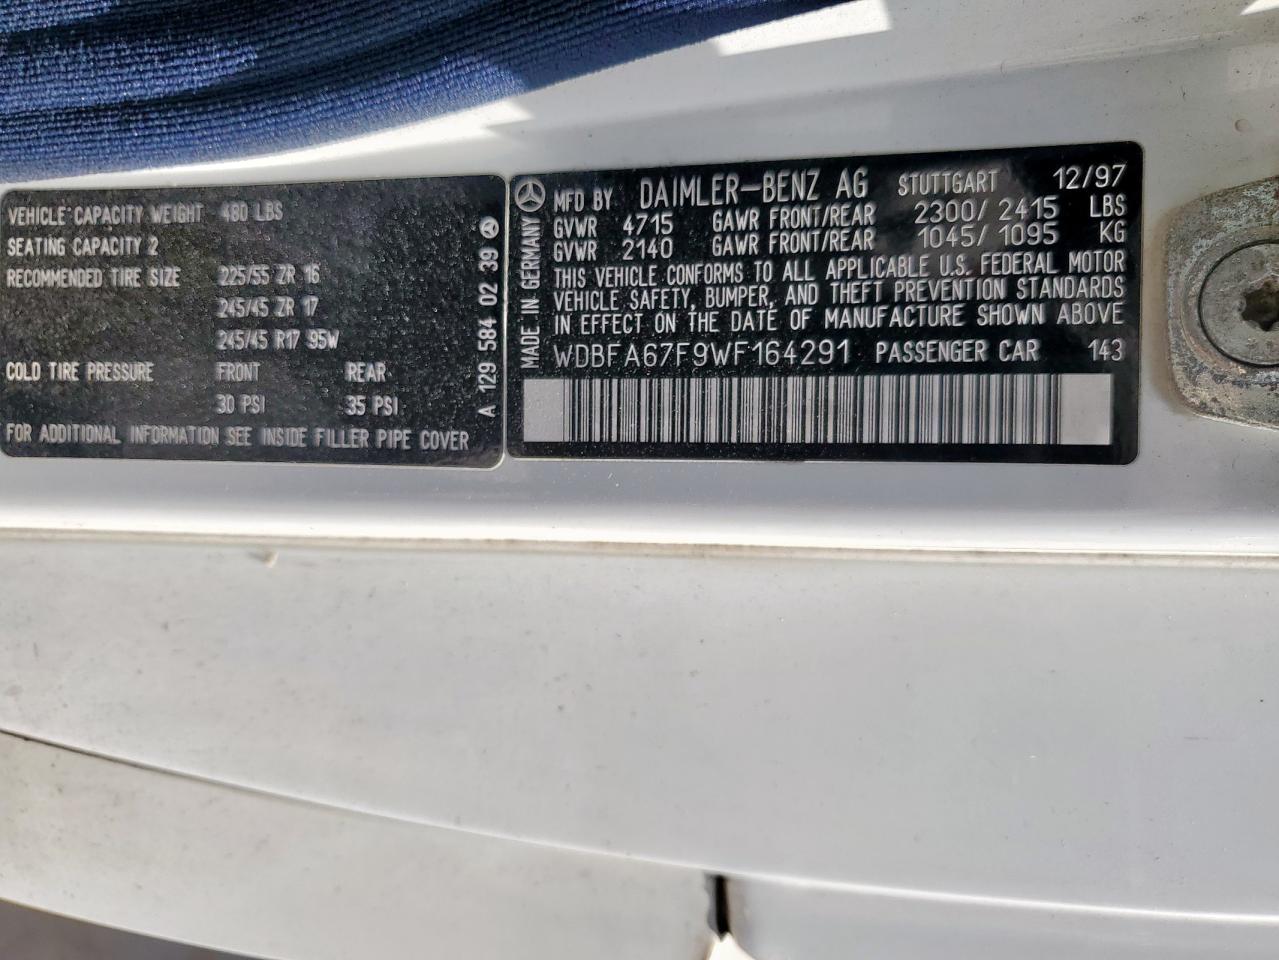 VEHICLE CAPACITY WEIGHT 480 LBS
SEATING CAPACITY 2
RECOMMENDED TIRE SIZE 225/55 ZR 16
245/45 ZR 17
245/45 R17 95W
COLD TIRE PRESSURE FRONT REAR
30 PSI 35 PSI
FOR ADDITIONAL INFORMATION SEE INSIDE FILLER PIPE COVER
A 129 584 02 39
MADE IN GERMANY
MFD BY DAIMLER-BENZ AG STUTTGART 12/97
GVWR 4715 GAWR FRONT/REAR 2300/2415 LBS
GVWR 2140 GAWR FRONT/REAR 1045/1095 KG
THIS VEHICLE CONFORMS TO ALL APPLICABLE U.S. FEDERAL MOTOR
VEHICLE SAFETY, BUMPER, AND THEFT PREVENTION STANDARDS
IN EFFECT ON THE DATE OF MANUFACTURE SHOWN ABOVE
WDBFA67F9WF164291 PASSENGER CAR 143